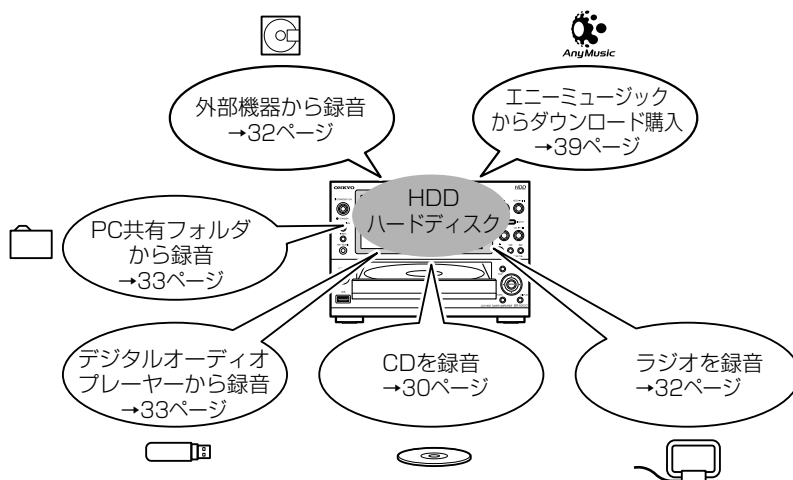 AnyMusic
外部機器から録音
→32ページ
エニーミュージック
からダウンロード購入
→39ページ
ONKYO
HDD
HDD
ハードディスク
PC共有フォルダ
から録音
→33ページ
デジタルオーディオ
プレーヤーから録音
→33ページ
CDを録音
→30ページ
ラジオを録音
→32ページ